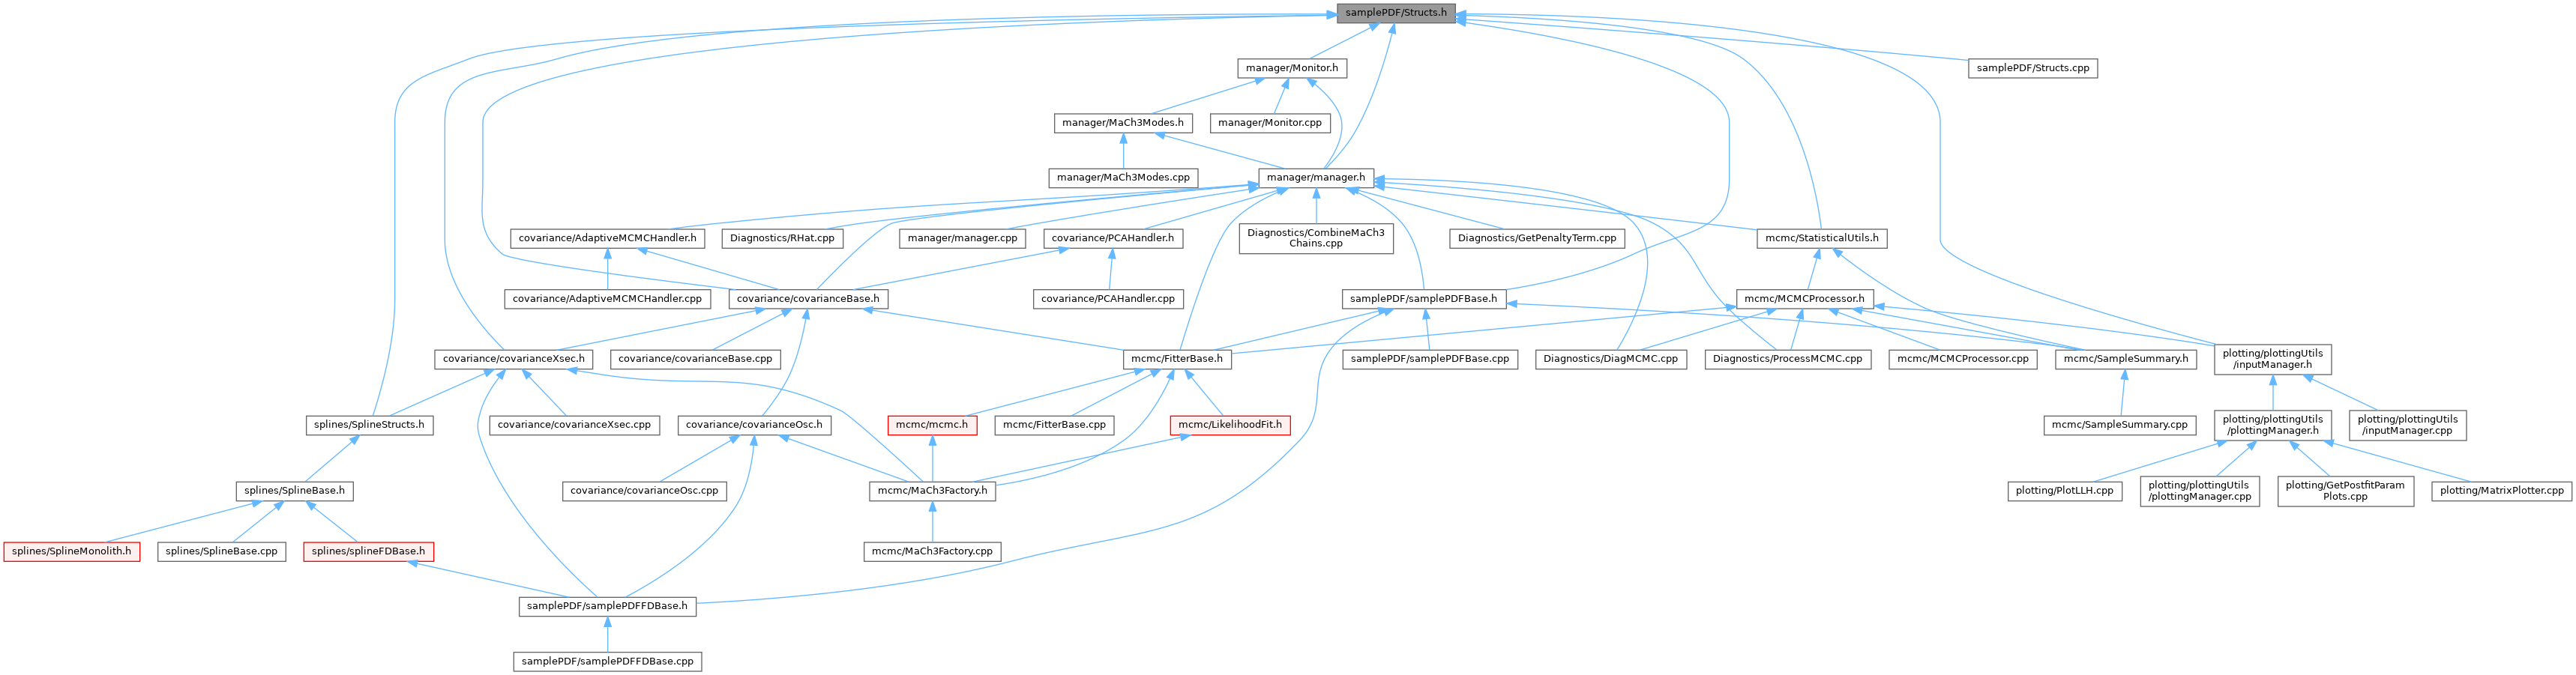 samplePDF/Structs.h
manager/Monitor.h
samplePDF/Structs.cpp
manager/MaCh3Modes.h
manager/Monitor.cpp
manager/MaCh3Modes.cpp
manager/manager.h
covariance/AdaptiveMCMCHandler.h
Diagnostics/RHat.cpp
manager/manager.cpp
covariance/PCAHandler.h
Diagnostics/CombineMaCh3
Chains.cpp
Diagnostics/GetPenaltyTerm.cpp
mcmc/StatisticalUtils.h
covariance/AdaptiveMCMCHandler.cpp
covariance/covarianceBase.h
covariance/PCAHandler.cpp
samplePDF/samplePDFBase.h
mcmc/MCMCProcessor.h
covariance/covarianceXsec.h
covariance/covarianceBase.cpp
mcmc/FitterBase.h
samplePDF/samplePDFBase.cpp
Diagnostics/DiagMCMC.cpp
Diagnostics/ProcessMCMC.cpp
mcmc/MCMCProcessor.cpp
mcmc/SampleSummary.h
plotting/plottingUtils
/inputManager.h
splines/SplineStructs.h
covariance/covarianceXsec.cpp
covariance/covarianceOsc.h
mcmc/mcmc.h
mcmc/FitterBase.cpp
mcmc/LikelihoodFit.h
mcmc/SampleSummary.cpp
plotting/plottingUtils
/plottingManager.h
plotting/plottingUtils
/inputManager.cpp
splines/SplineBase.h
covariance/covarianceOsc.cpp
mcmc/MaCh3Factory.h
plotting/PlotLLH.cpp
plotting/plottingUtils
/plottingManager.cpp
plotting/GetPostfitParam
Plots.cpp
plotting/MatrixPlotter.cpp
splines/SplineMonolith.h
splines/SplineBase.cpp
splines/splineFDBase.h
mcmc/MaCh3Factory.cpp
samplePDF/samplePDFFDBase.h
samplePDF/samplePDFFDBase.cpp